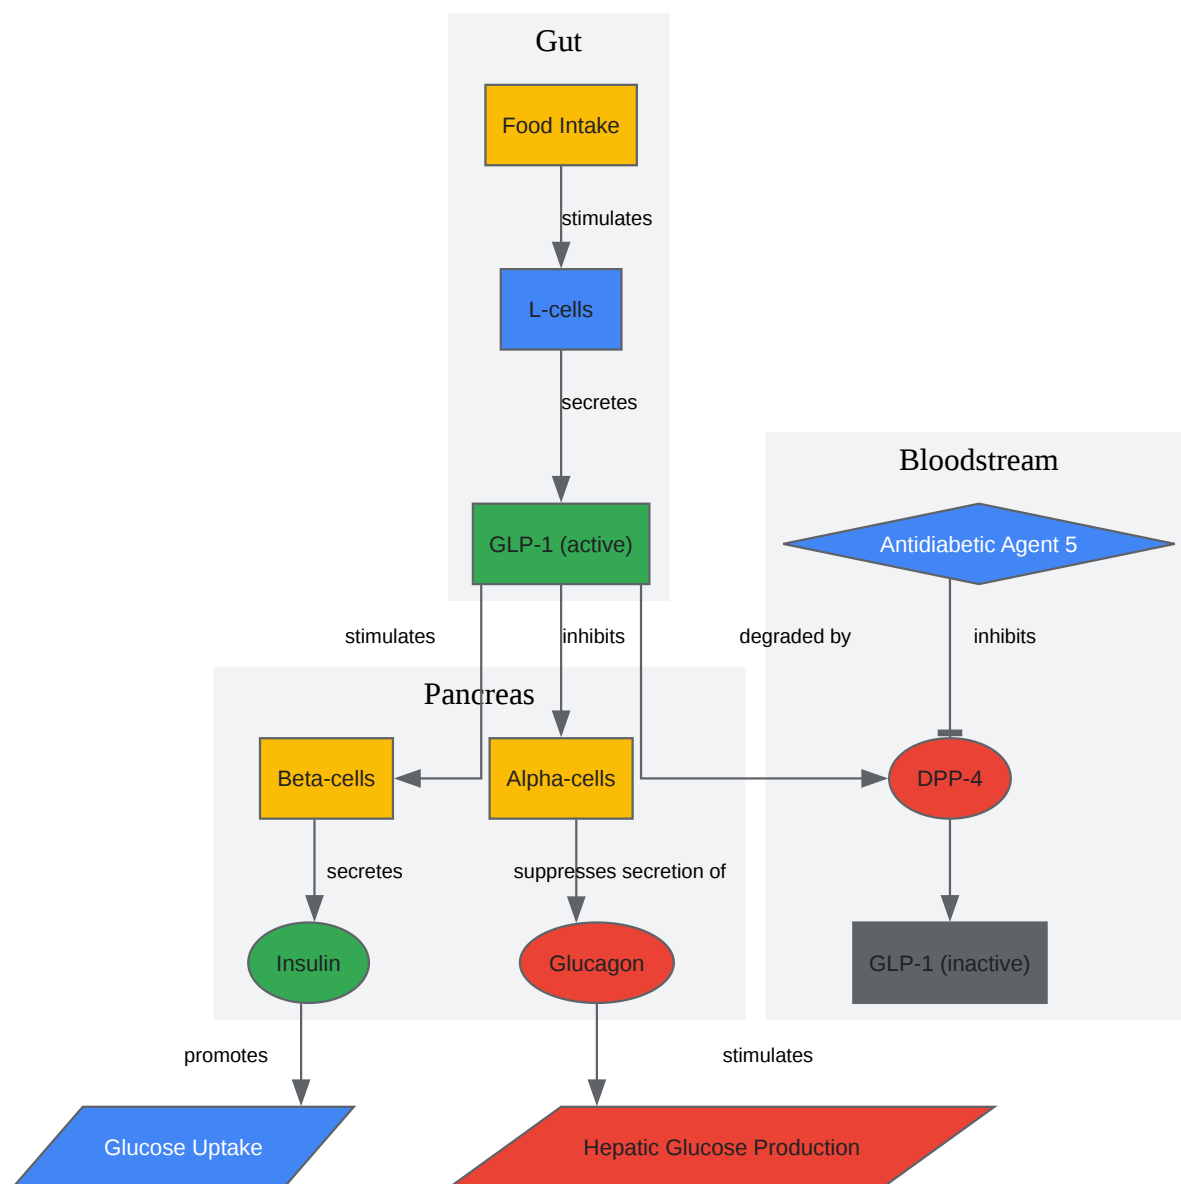 Gut
Food Intake
stimulates
L-cells
secretes
Bloodstream
GLP-1 (active)
Antidiabetic Agent 5
stimulates
inhibits
degraded by
inhibits
Pancreas
Beta-cells
Alpha-cells
DPP-4
secretes
suppresses secretion of
Insulin
Glucagon
GLP-1 (inactive)
promotes
stimulates
Glucose Uptake
Hepatic Glucose Production